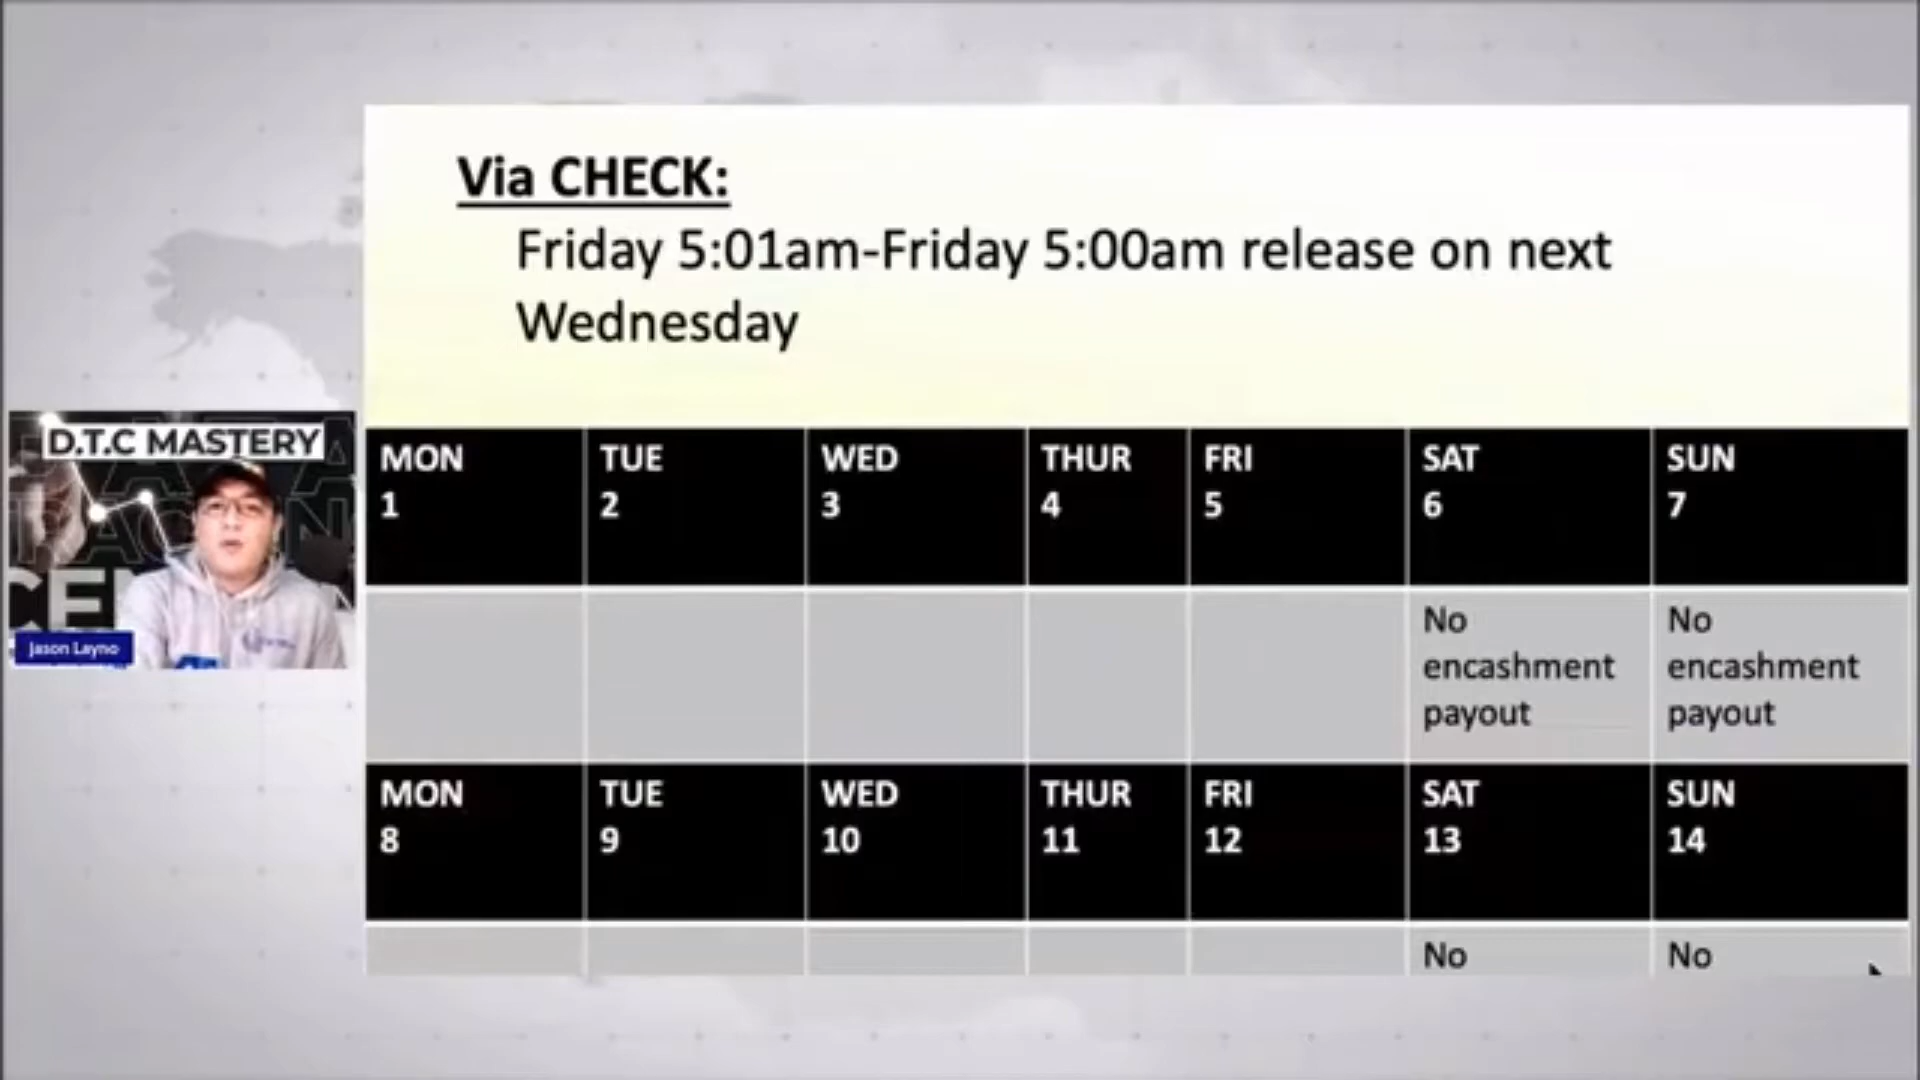 Via CHECK:
Friday 5:01am-Friday 5:00am release on next
Wednesday
D.T.C MASTERY
CE
Jason Layno
MON TUE WED THUR FRI SAT SUN
1 2 3 4 5 6 7
No No
encashment encashment
payout payout
MON TUE WED THUR FRI SAT SUN
8 9 10 11 12 13 14
No No